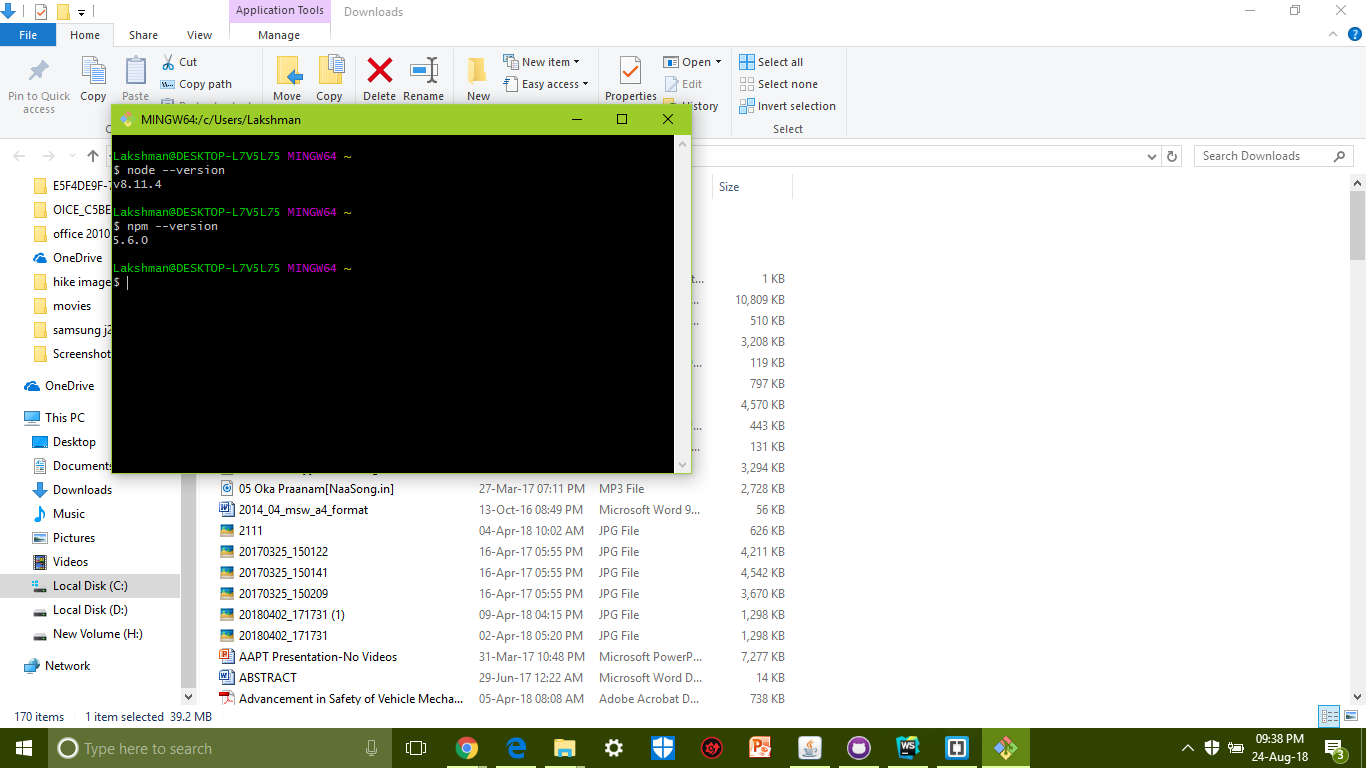 Application Tools
Downloads
File
Home
Share
View
Manage
Pin to Quick access
Copy
Paste
Cut
Copy path
Move
Copy
Delete
Rename
New
New item
Easy access
Properties
Open
Edit
History
Select all
Select none
Invert selection
Select
MINGW64:/c/Users/Lakshman
Lakshman@DESKTOP-L7V5L75 MINGW64 ~
$ node --version
v8.11.4
Lakshman@DESKTOP-L7V5L75 MINGW64 ~
$ npm --version
5.6.0
Lakshman@DESKTOP-L7V5L75 MINGW64 ~
$
Search Downloads
E5F4DE9F-7
OICE_C5BE
office 2010
OneDrive
hike image
movies
samsung j2
Screenshot
OneDrive
This PC
Desktop
Documents
Downloads
Music
Pictures
Videos
Local Disk (C:)
Local Disk (D:)
New Volume (H:)
Network
Size
1 KB
10,809 KB
510 KB
3,208 KB
119 KB
797 KB
4,570 KB
443 KB
131 KB
3,294 KB
05 Oka Praanam[NaaSong.in] 27-Mar-17 07:11 PM MP3 File 2,728 KB
2014_04_msw_a4_format 13-Oct-16 08:49 PM Microsoft Word 9... 56 KB
2111 04-Apr-18 10:02 AM JPG File 626 KB
20170325_150122 16-Apr-17 05:55 PM JPG File 4,211 KB
20170325_150141 16-Apr-17 05:55 PM JPG File 4,542 KB
20170325_150209 16-Apr-17 05:55 PM JPG File 3,670 KB
20180402_171731 (1) 09-Apr-18 04:15 PM JPG File 1,298 KB
20180402_171731 02-Apr-18 05:20 PM JPG File 1,298 KB
AAPT Presentation-No Videos 31-Mar-17 10:48 PM Microsoft PowerP... 7,277 KB
ABSTRACT 29-Jun-17 12:22 AM Microsoft Word D... 14 KB
Advancement in Safety of Vehicle Mecha... 05-Apr-18 08:08 AM Adobe Acrobat D... 738 KB
170 items 1 item selected 39.2 MB
Type here to search
WS
09:38 PM
24-Aug-18
3